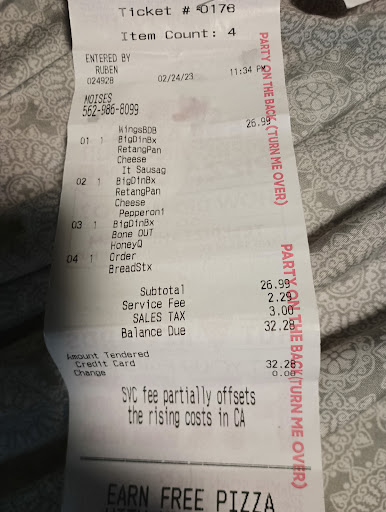 Ticket # 0176
Item Count: 4
ENTERED BY
RUBEN
024928 02/24/23 11:34 PM
MOISES
562-986-8099
WingsBDB 26.99
01 1 BigDinBx
RetangPan
Cheese
It Sausag
02 1 BigDinBx
RetangPan
Cheese
Pepperoni
03 1 BigDinBx
Bone OUT
HoneyQ
04 1 Order
BreadStx
Subtotal 26.99
Service Fee 2.29
SALES TAX 3.00
Balance Due 32.28
Amount Tendered
Credit Card 32.28
Change 0.00
SVC fee partially offsets
the rising costs in CA
EARN FREE PIZZA
PARTY ON THE BACK (TURN ME OVER)
PARTY ON THE BACK (TURN ME OVER)